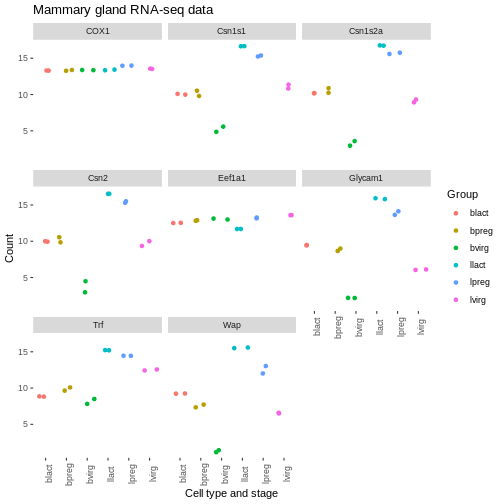 Mammary gland RNA-seq data
COX1
Csn1s1
Csn1s2a
15
10
5
Csn2
Eef1a1
Glycam1
15
10
5
Trf
Wap
15
10
5
blact
bpreg
bvirg
llact
lpreg
lvirg
blact
bpreg
bvirg
llact
lpreg
lvirg
blact
bpreg
bvirg
llact
lpreg
lvirg
Count
Cell type and stage
Group
blact
bpreg
bvirg
llact
lpreg
lvirg